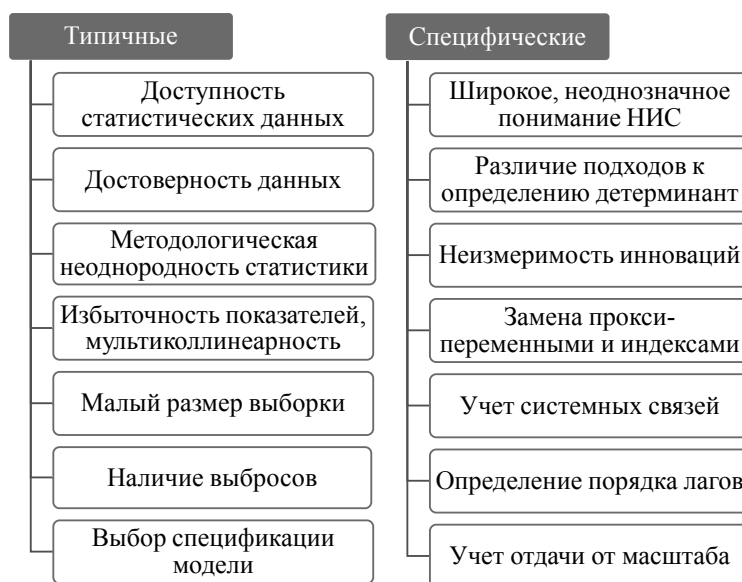 Типичные
Доступность
статистических данных
Достоверность данных
Методологическая
неоднородность статистики
Избыточность показателей,
мультиколлинеарность
Малый размер выборки
Наличие выбросов
Выбор спецификации
модели
Специфические
Широкое, неоднозначное
понимание НИС
Различие подходов к
определению детерминант
Неизмеримость инноваций
Замена прокси-
переменными и индексами
Учет системных связей
Определение порядка лагов
Учет отдачи от масштаба